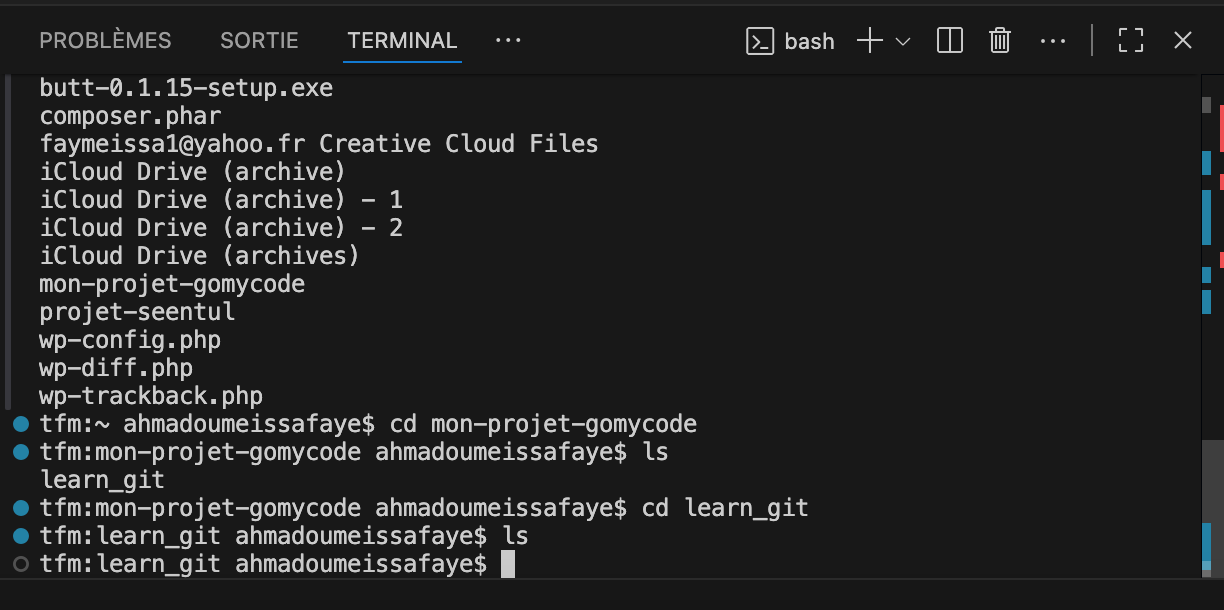 PROBLÈMES SORTIE TERMINAL ··· bash ···
butt-0.1.15-setup.exe
composer.phar
faymeissa1@yahoo.fr Creative Cloud Files
iCloud Drive (archive)
iCloud Drive (archive) - 1
iCloud Drive (archive) - 2
iCloud Drive (archives)
mon-projet-gomycode
projet-seentul
wp-config.php
wp-diff.php
wp-trackback.php
tfm:~ ahmadoumeissafaye$ cd mon-projet-gomycode
tfm:mon-projet-gomycode ahmadoumeissafaye$ ls
learn_git
tfm:mon-projet-gomycode ahmadoumeissafaye$ cd learn_git
tfm:learn_git ahmadoumeissafaye$ ls
tfm:learn_git ahmadoumeissafaye$